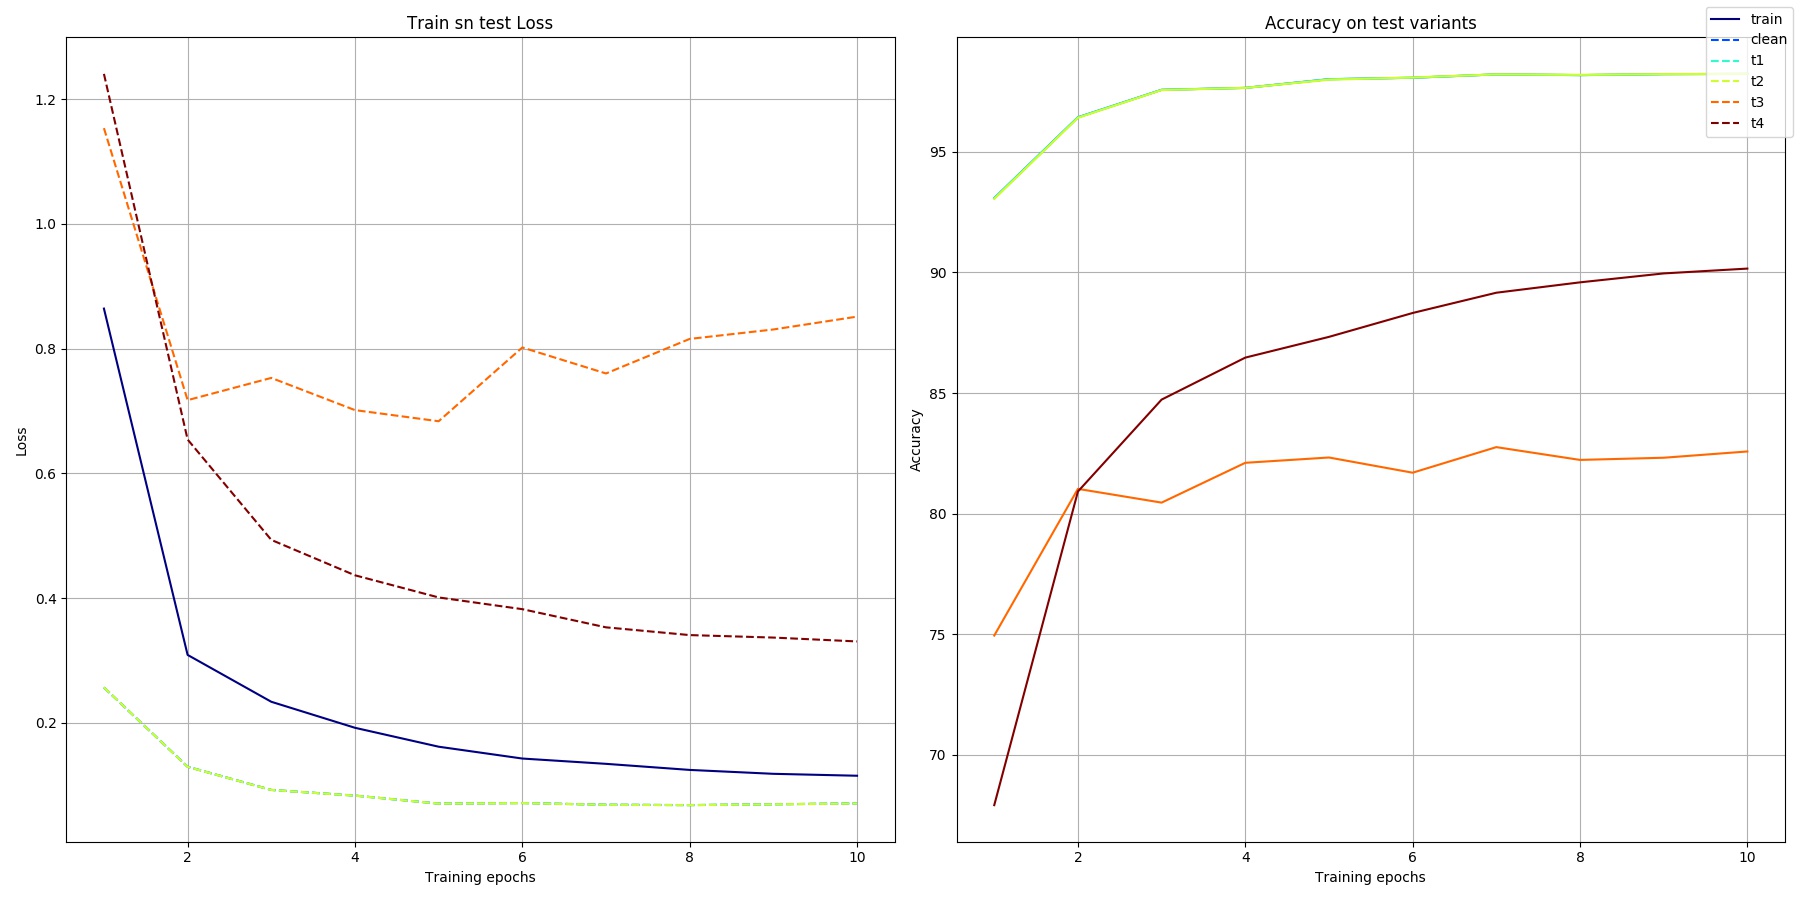 Train sn test Loss
1.2
1.0
0.8
0.6
0.4
0.2
Loss
2 4 6 8 10
Training epochs
Accuracy on test variants
95
90
85
80
75
70
Accuracy
2 4 6 8 10
Training epochs
train
clean
t1
t2
t3
t4